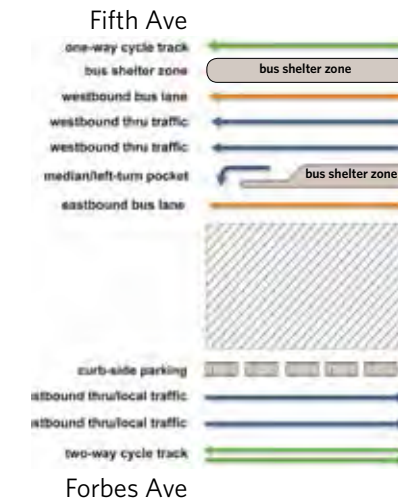 Fifth Ave
one-way cycle track
bus shelter zone bus shelter zone
westbound bus lane
westbound thru traffic
westbound thru traffic
median/left-turn pocket bus shelter zone
eastbound bus lane
curb-side parking
stbound thru/local traffic
stbound thru/local traffic
two-way cycle track
Forbes Ave